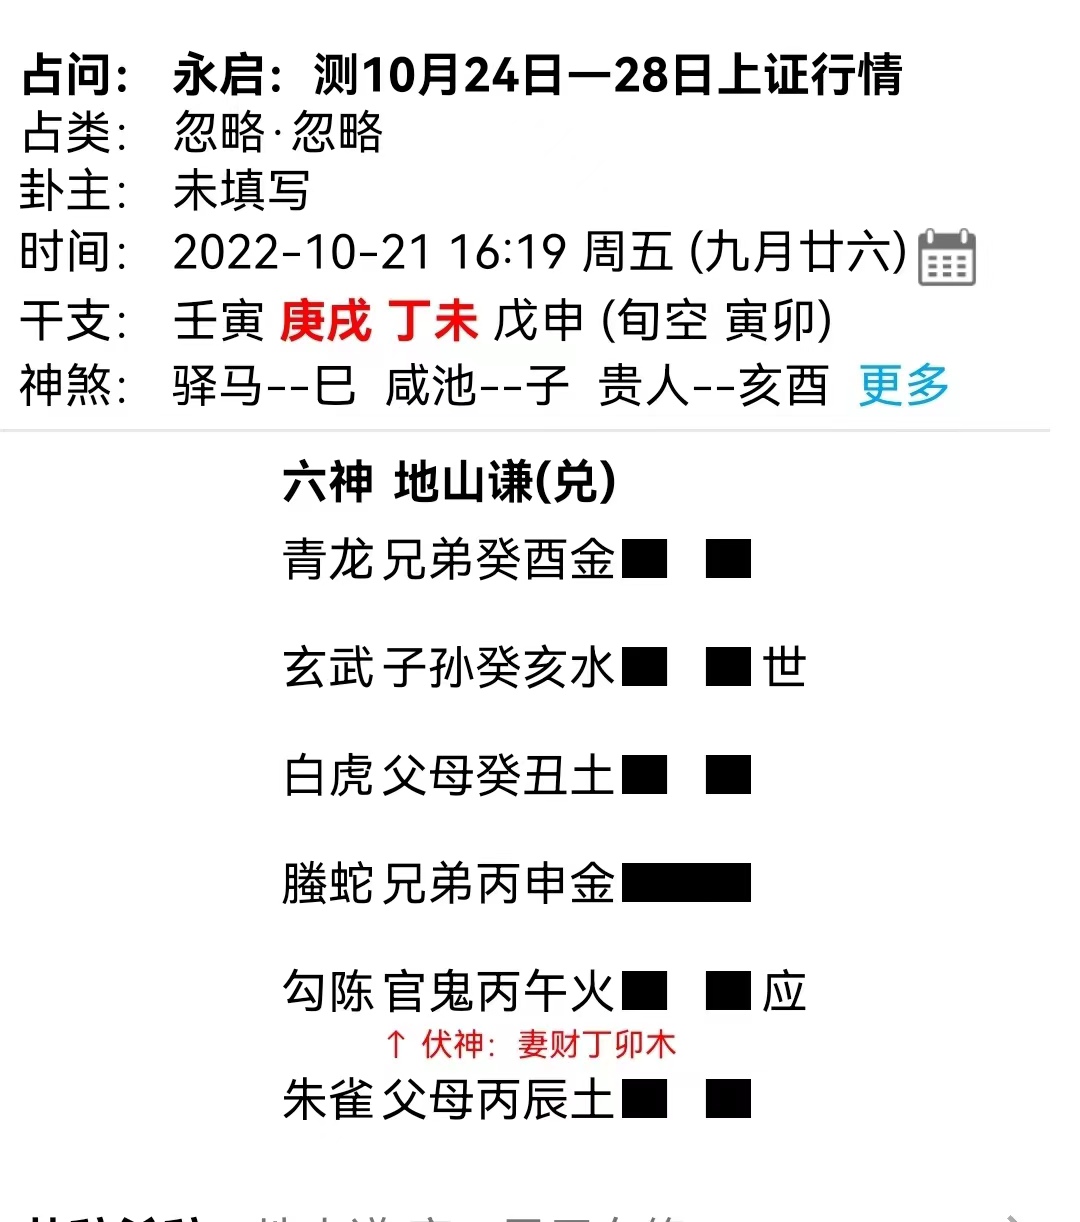 占问： 永启：测10月24日一28日上证行情
占类： 忽略·忽略
卦主： 未填写
时间： 2022-10-21 16:19 周五 (九月廿六)
干支： 壬寅 庚戌 丁未 戊申 (旬空 寅卯)
神煞： 驿马--巳 咸池--子 贵人--亥酉 更多
六神 地山谦(兑)
青龙 兄弟癸酉金
玄武 子孙癸亥水 世
白虎 父母癸丑土
螣蛇 兄弟丙申金
勾陈 官鬼丙午火 应
↑ 伏神：妻财丁卯木
朱雀 父母丙辰土